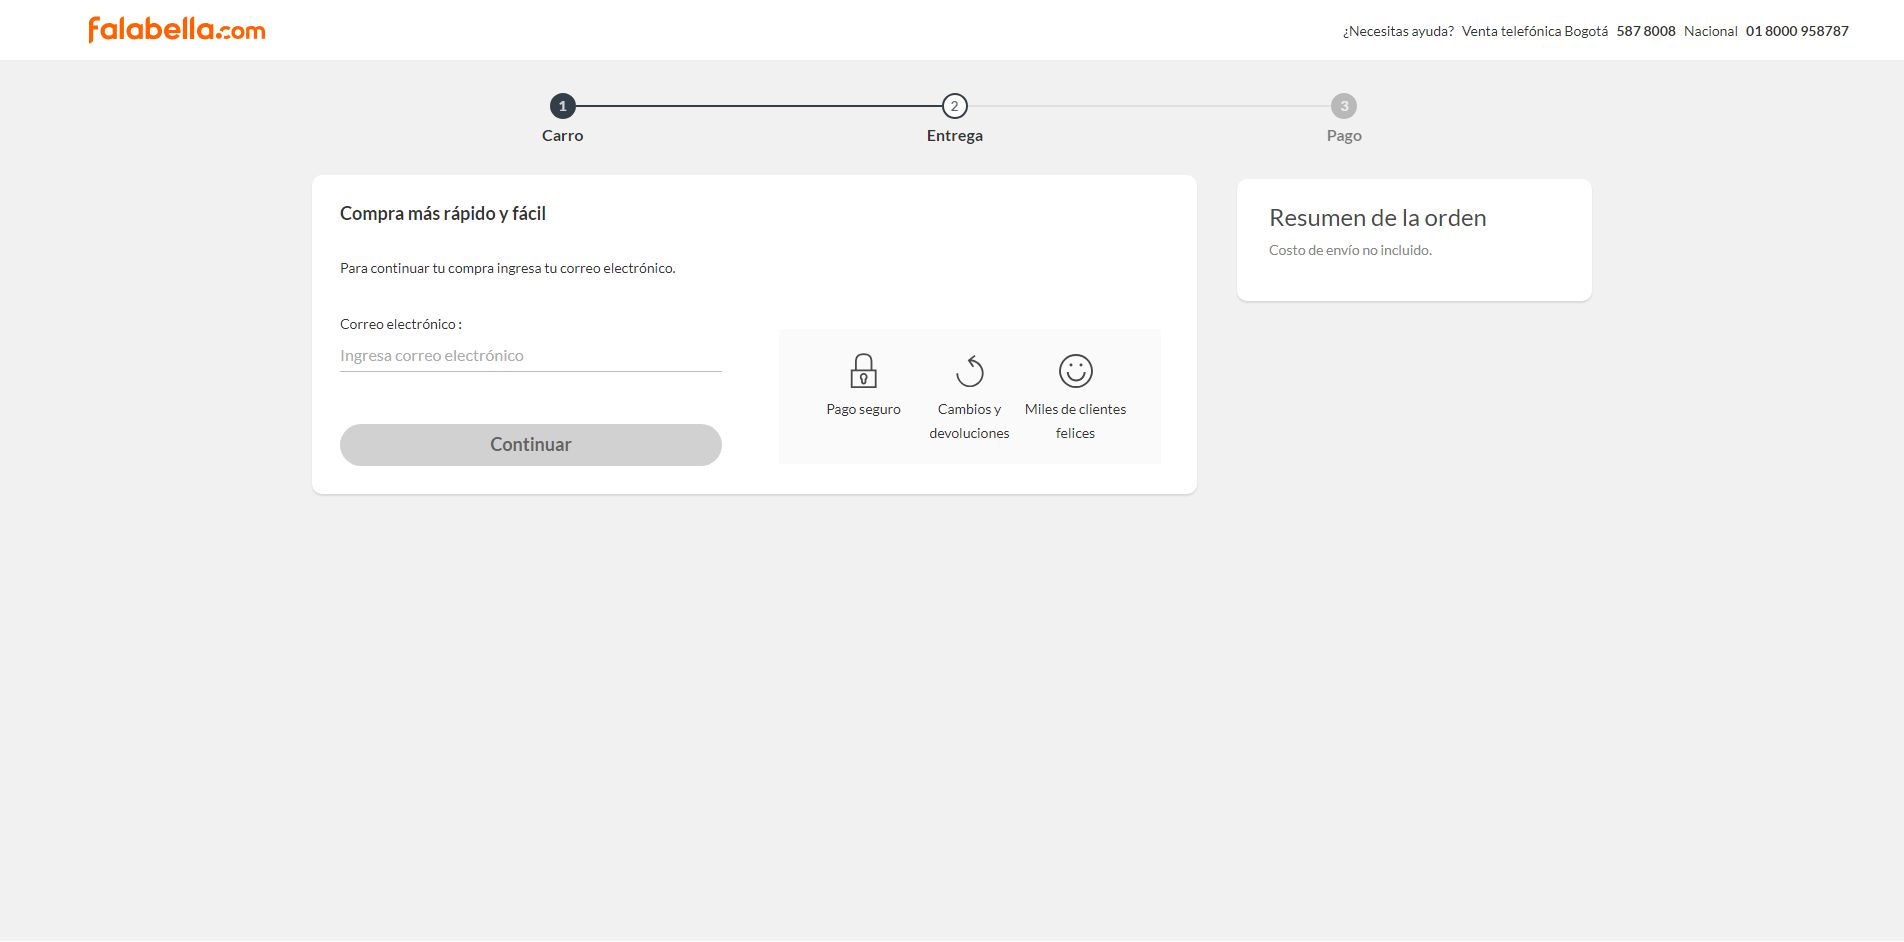 falabella.com
¿Necesitas ayuda? Venta telefónica Bogotá 587 8008 Nacional 01 8000 958787
1 2 3
Carro Entrega Pago
Compra más rápido y fácil
Para continuar tu compra ingresa tu correo electrónico.
Correo electrónico :
Ingresa correo electrónico
Continuar
Pago seguro
Cambios y
devoluciones
Miles de clientes
felices
Resumen de la orden
Costo de envío no incluido.